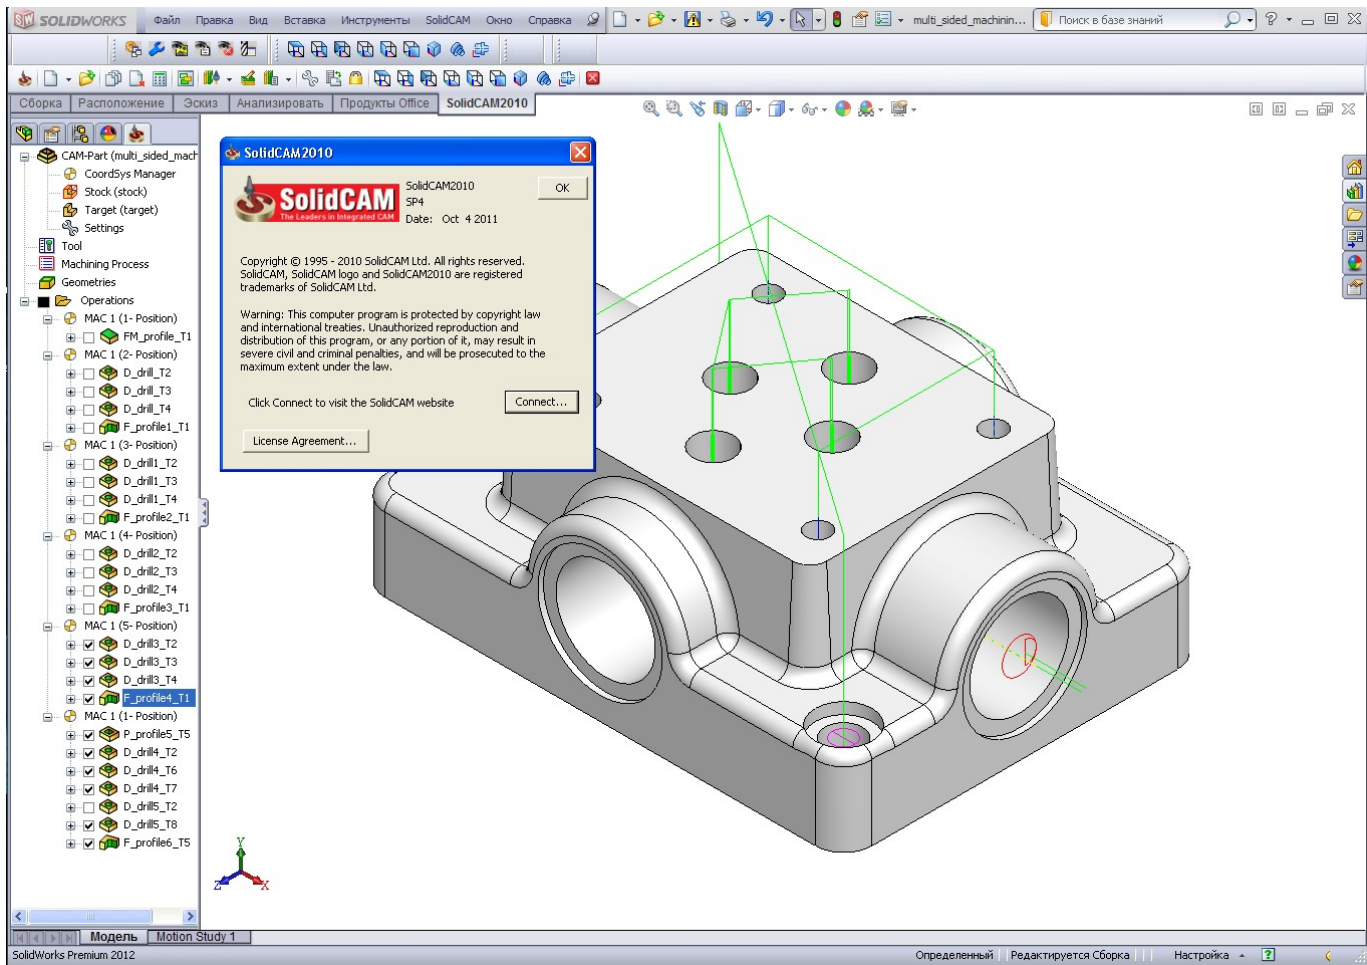 SOLIDWORKS Файл Правка Вид Вставка Инструменты SolidCAM Окно Справка multi_sided_machinin... Поиск в базе знаний
Сборка Расположение Эскиз Анализировать Продукты Office SolidCAM2010
CAM-Part (multi_sided_mach
CoordSys Manager
Stock (stock)
Target (target)
Settings
Tool
Machining Process
Geometries
Operations
MAC 1 (1- Position)
FM_profile_T1
MAC 1 (2- Position)
D_drill_T2
D_drill_T3
D_drill_T4
F_profile1_T1
MAC 1 (3- Position)
D_drill1_T2
D_drill1_T3
D_drill1_T4
F_profile2_T1
MAC 1 (4- Position)
D_drill2_T2
D_drill2_T3
D_drill2_T4
F_profile3_T1
MAC 1 (5- Position)
D_drill3_T2
D_drill3_T3
D_drill3_T4
F_profile4_T1
MAC 1 (1- Position)
P_profile5_T5
D_drill4_T2
D_drill4_T6
D_drill4_T7
D_drill5_T2
D_drill5_T8
F_profile6_T5
SolidCAM2010
SolidCAM
The Leaders in Integrated CAM
SolidCAM2010
SP4
Date: Oct 4 2011
OK
Copyright © 1995 - 2010 SolidCAM Ltd. All rights reserved.
SolidCAM, SolidCAM logo and SolidCAM2010 are registered
trademarks of SolidCAM Ltd.
Warning: This computer program is protected by copyright law
and international treaties. Unauthorized reproduction and
distribution of this program, or any portion of it, may result in
severe civil and criminal penalties, and will be prosecuted to the
maximum extent under the law.
Click Connect to visit the SolidCAM website
Connect...
License Agreement...
Y
Z
X
Модель Motion Study 1
SolidWorks Premium 2012 Определенный Редактируется Сборка Настройка